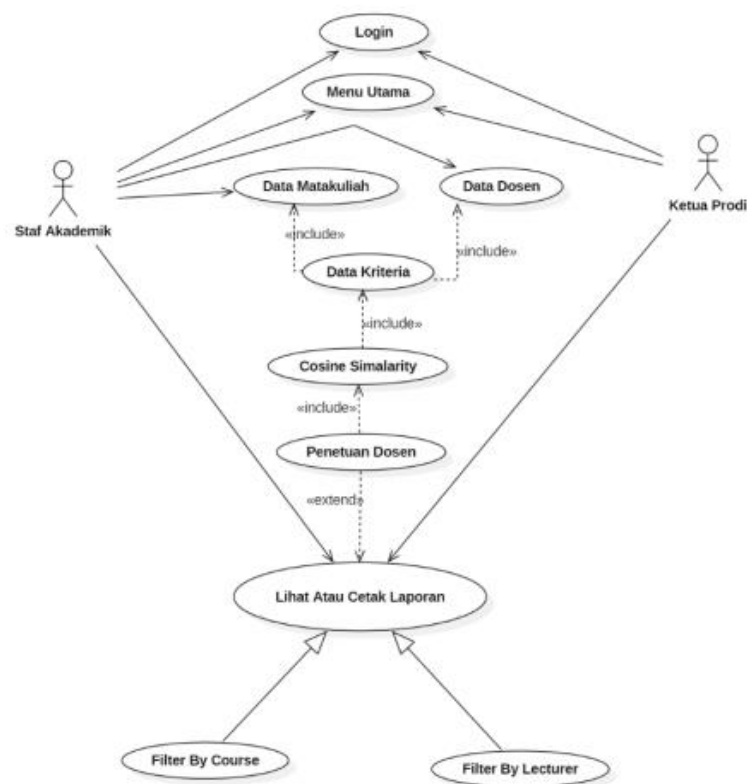 Login
Menu Utama
Data Matakuliah
Data Dosen
Staf Akademik
Ketua Prodi
«include»
«include»
Data Kriteria
«include»
Cosine Simalarity
«include»
Penetuan Dosen
«extend»
Lihat Atau Cetak Laporan
Filter By Course
Filter By Lecturer